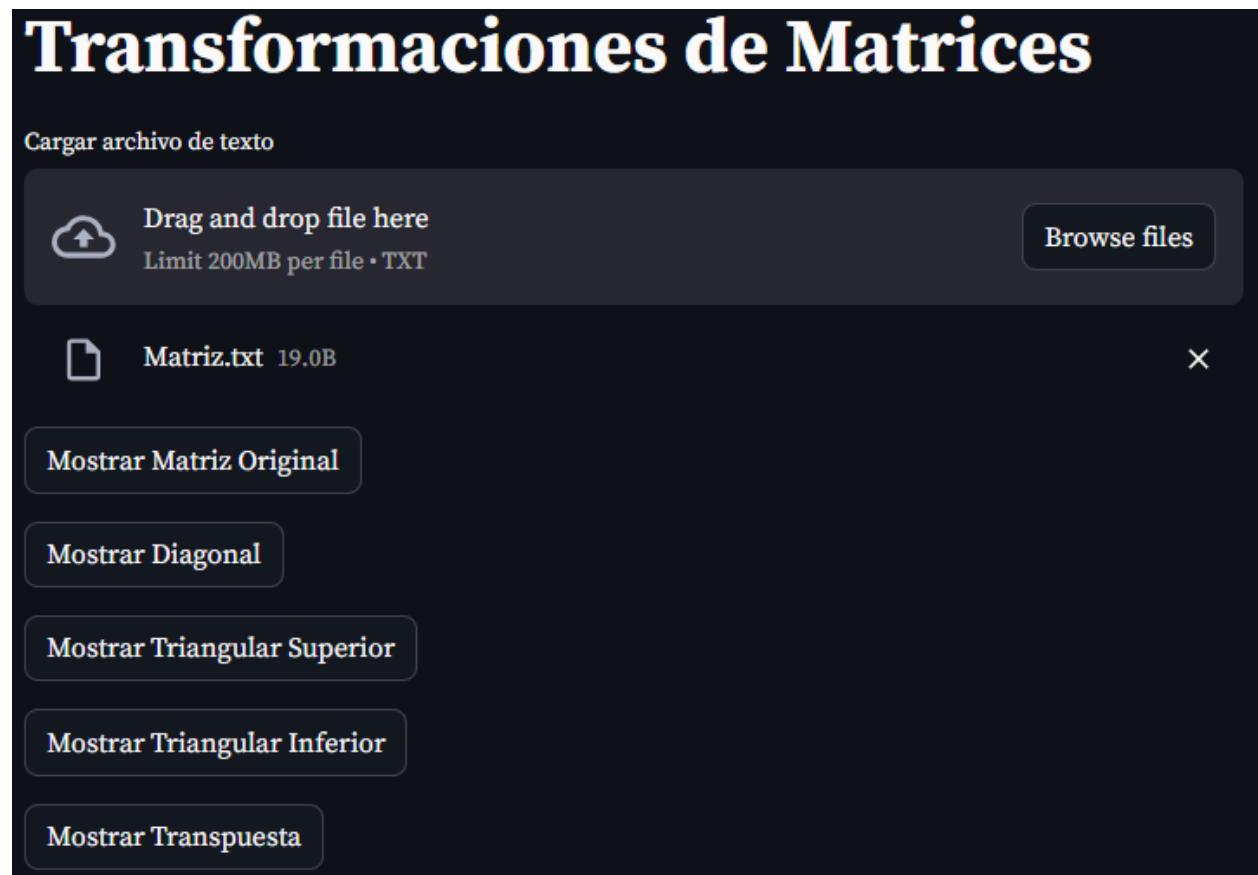 Transformaciones de Matrices
Cargar archivo de texto
Drag and drop file here
Limit 200MB per file • TXT
Browse files
Matriz.txt 19.0B
Mostrar Matriz Original
Mostrar Diagonal
Mostrar Triangular Superior
Mostrar Triangular Inferior
Mostrar Transpuesta